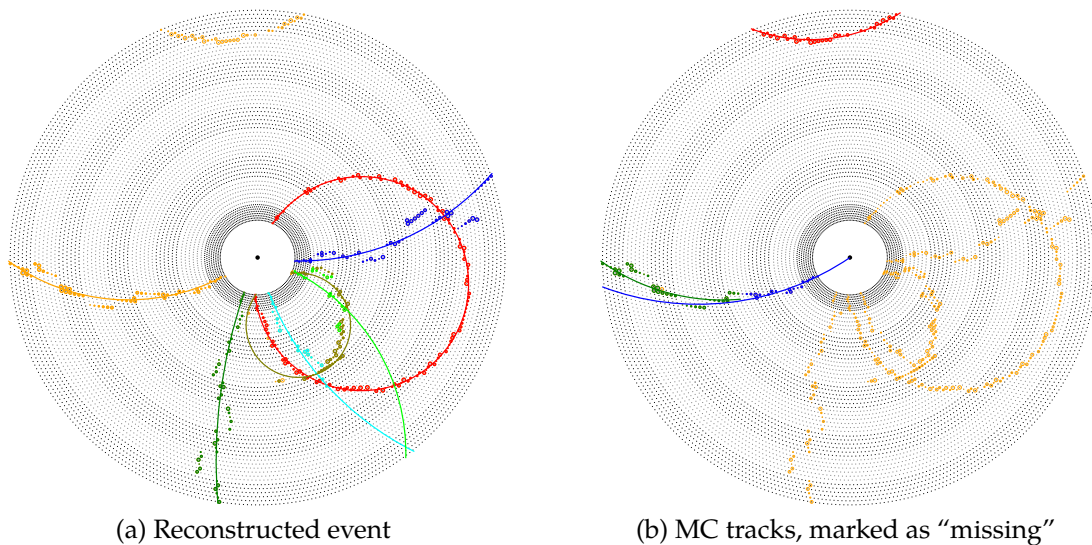 (a) Reconstructed event
(b) MC tracks, marked as “missing”